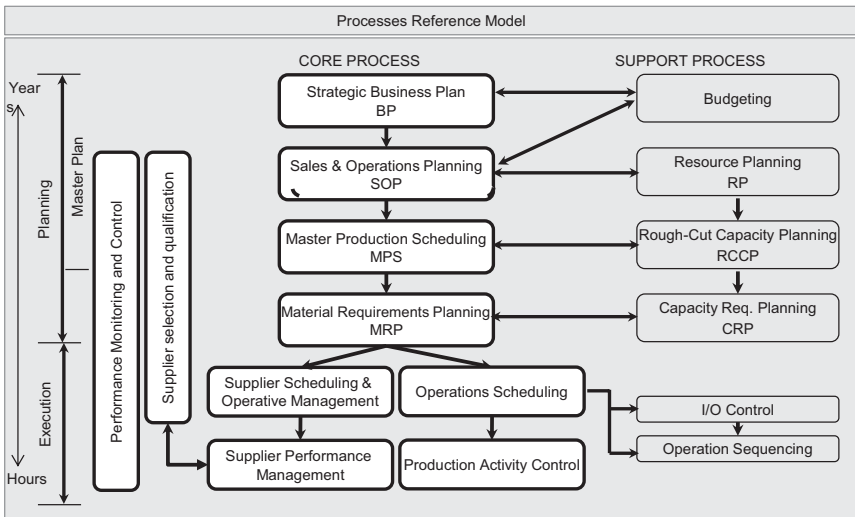 Processes Reference Model
CORE PROCESS
SUPPORT PROCESS
Year
s
Hours
Planning
Master Plan
Execution
Performance Monitoring and Control
Supplier selection and qualification
Strategic Business Plan
BP
Budgeting
Sales & Operations Planning
SOP
Resource Planning
RP
Master Production Scheduling
MPS
Rough-Cut Capacity Planning
RCCP
Material Requirements Planning
MRP
Capacity Req. Planning
CRP
Supplier Scheduling &
Operative Management
Operations Scheduling
I/O Control
Operation Sequencing
Supplier Performance
Management
Production Activity Control